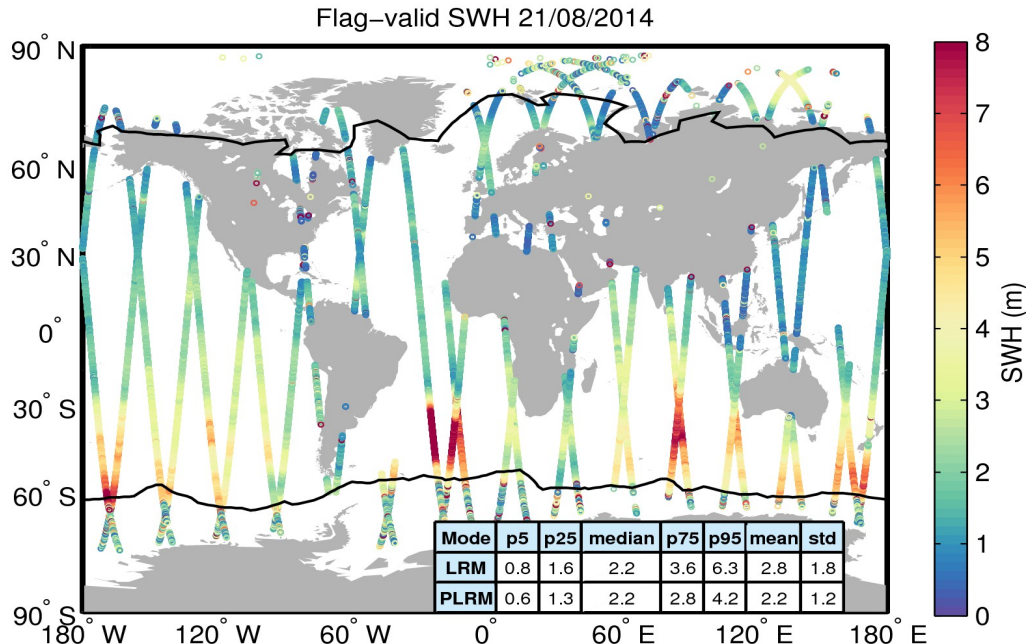 Flag−valid SWH 21/08/2014
90° N
60° N
30° N
0°
30° S
60° S
90° S
180° W
120° W
60° W
0°
60° E
120° E
180° E
8
7
6
5
4
3
2
1
0
SWH (m)
Mode p5 p25 median p75 p95 mean std
LRM 0.8 1.6 2.2 3.6 6.3 2.8 1.8
PLRM 0.6 1.3 2.2 2.8 4.2 2.2 1.2